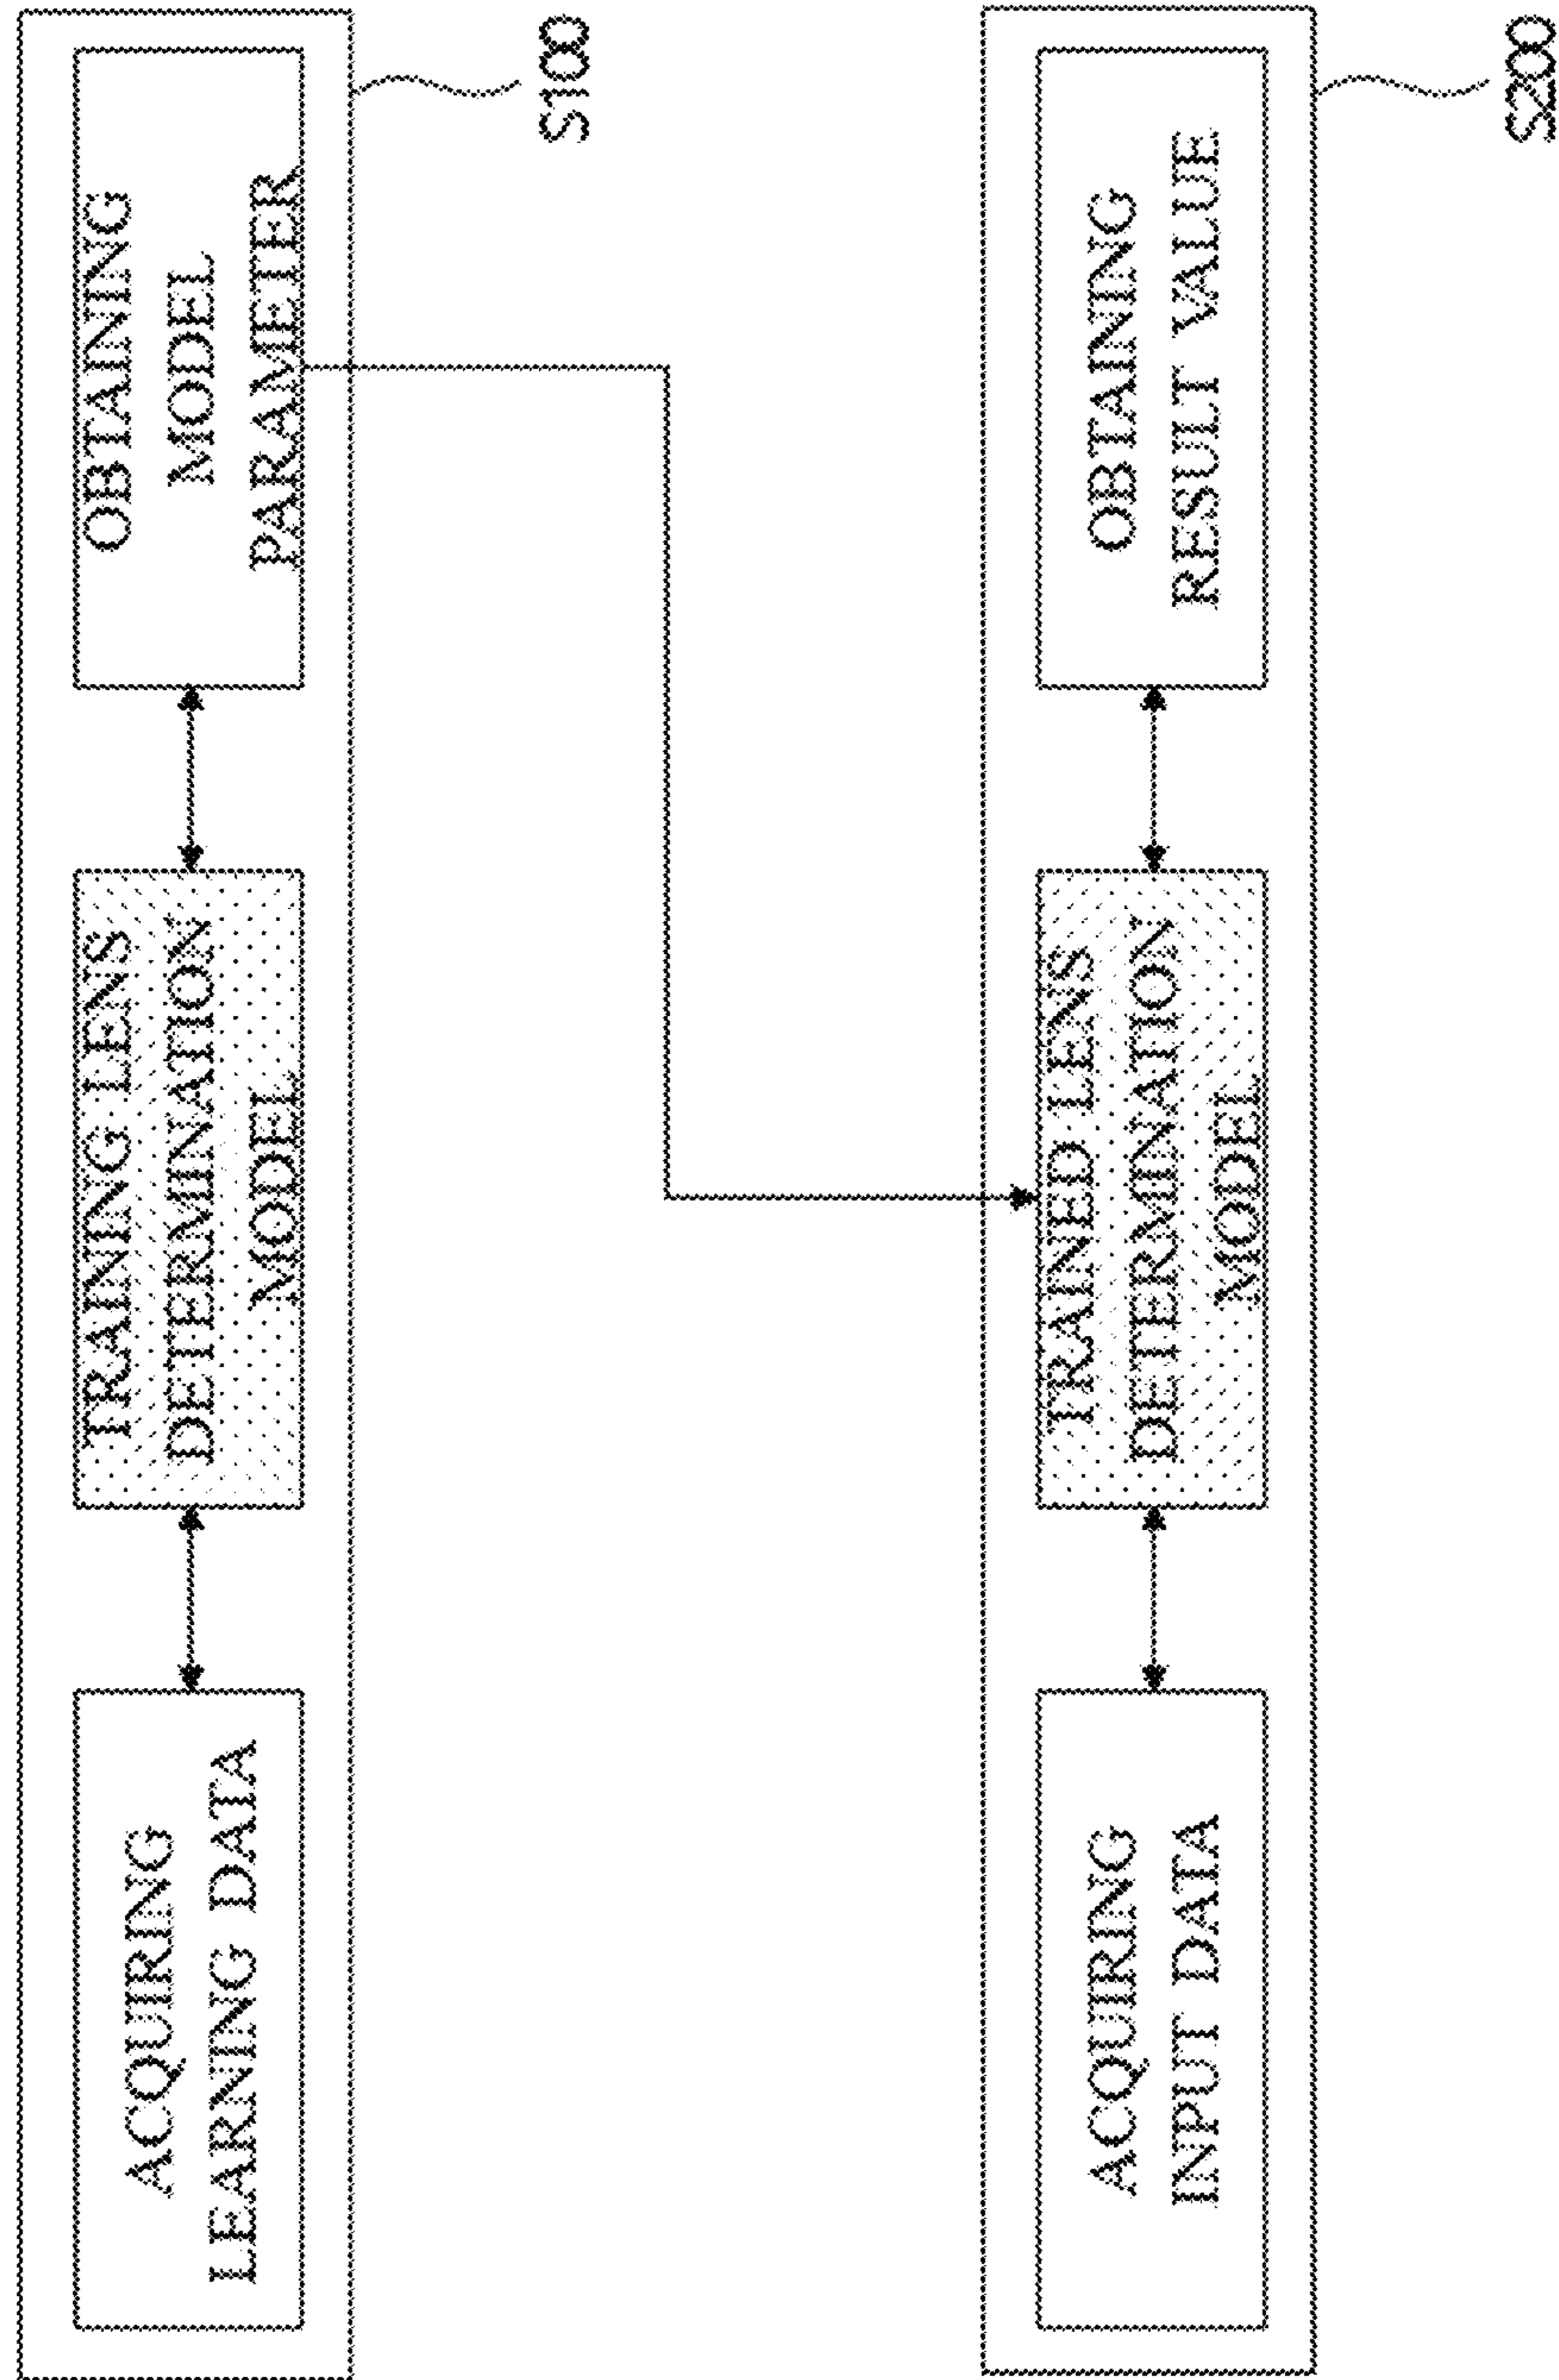 ACQUIRING
LEARNING DATA
TRAINING LENS
DETERMINATION
MODEL
OBTAINING
MODEL
PARAMETER
S100
ACQUIRING
INPUT DATA
TRAINED LENS
DETERMINATION
MODEL
OBTAINING
RESULT VALUE
S200